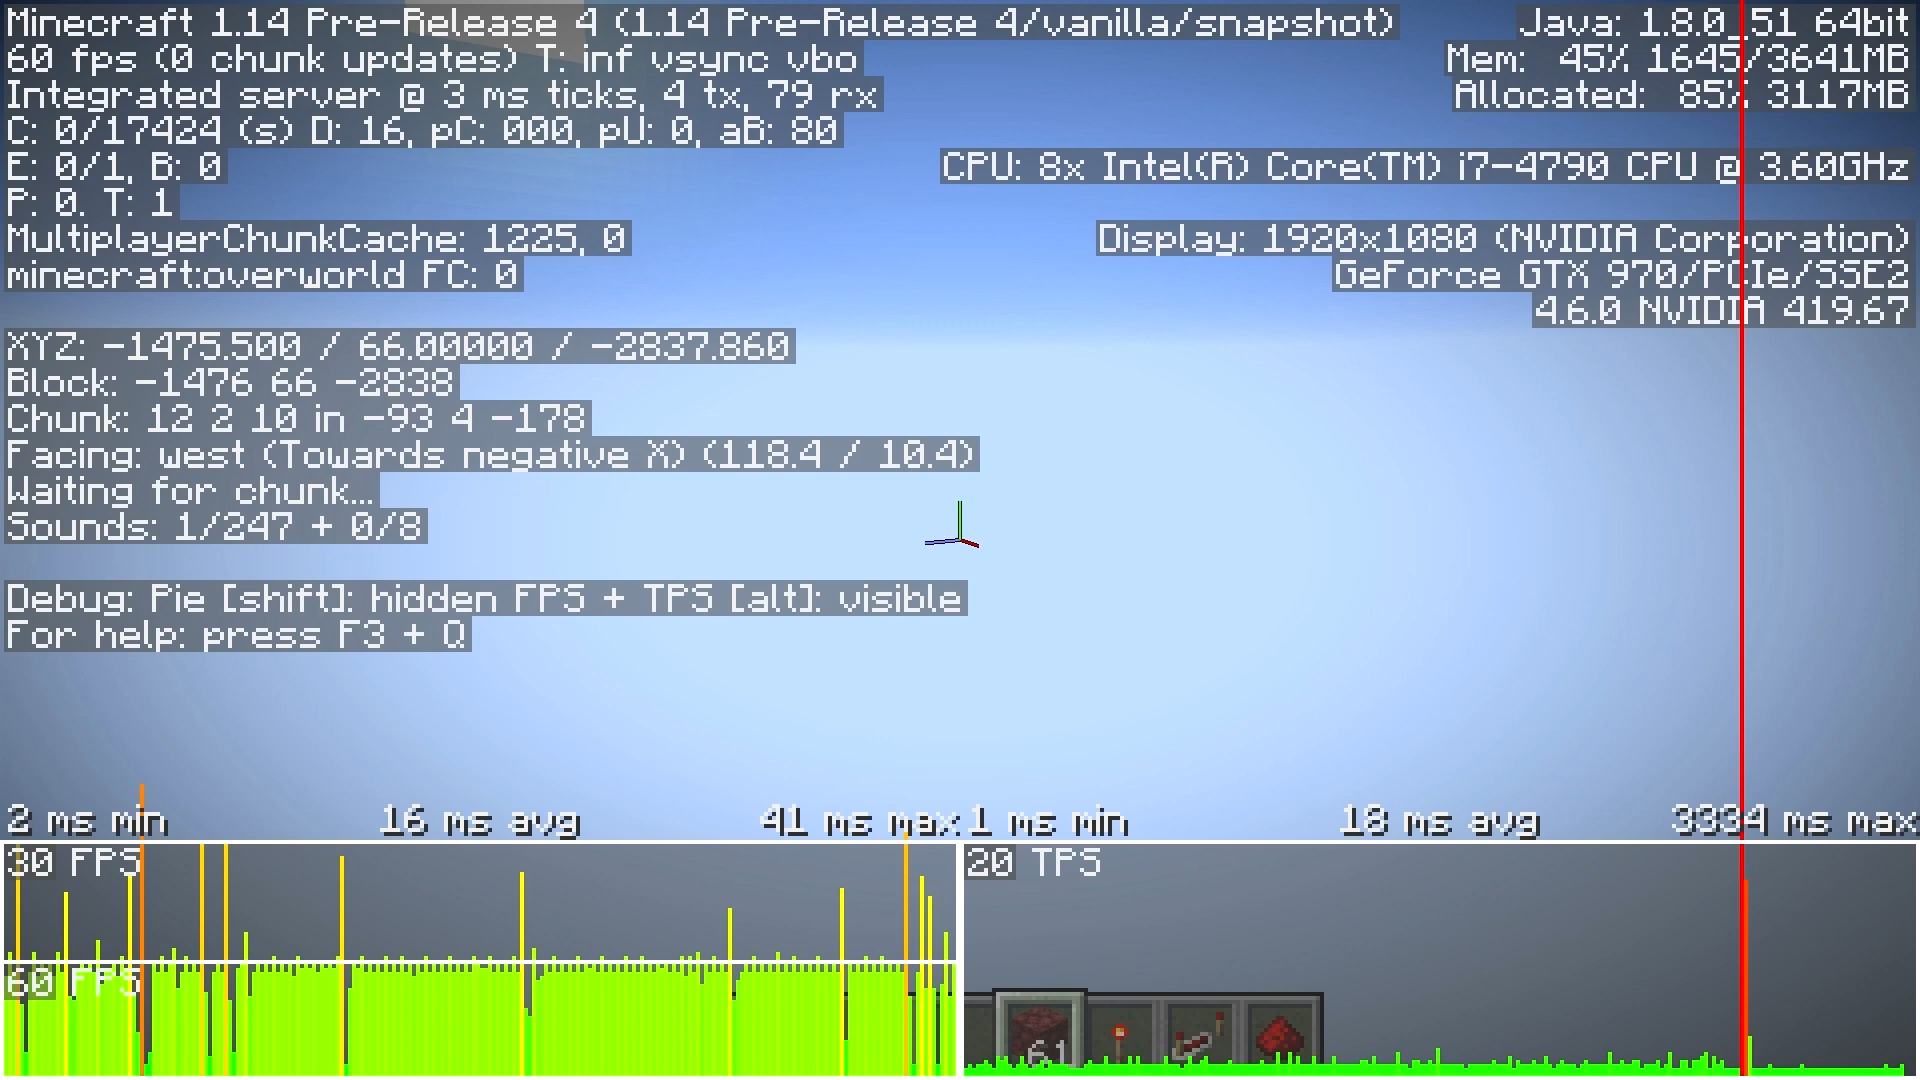 Minecraft 1.14 Pre-Release 4 (1.14 Pre-Release 4/vanilla/snapshot)
60 fps (0 chunk updates) T: inf vsync vbo
Integrated server @ 3 ms ticks, 4 tx, 79 rx
C: 0/17424 (s) D: 16, pC: 000, pU: 0, aB: 80
E: 0/1, B: 0
P: 0. T: 1
MultiplayerChunkCache: 1225, 0
minecraft:overworld FC: 0
XYZ: -1475.500 / 66.00000 / -2837.860
Block: -1476 66 -2838
Chunk: 12 2 10 in -93 4 -178
Facing: west (Towards negative X) (118.4 / 10.4)
Waiting for chunk...
Sounds: 1/247 + 0/8
Debug: Pie [shift]: hidden FPS + TPS [alt]: visible
For help: press F3 + Q
Java: 1.8.0_51 64bit
Mem: 45% 1645/3641MB
Allocated: 85% 3117MB
CPU: 8x Intel(R) Core(TM) i7-4790 CPU @ 3.60GHz
Display: 1920x1080 (NVIDIA Corporation)
GeForce GTX 970/PCIe/SSE2
4.6.0 NVIDIA 419.67
2 ms min 16 ms avg 41 ms max
1 ms min 18 ms avg 3334 ms max
30 FPS
60 FPS
20 TPS
61